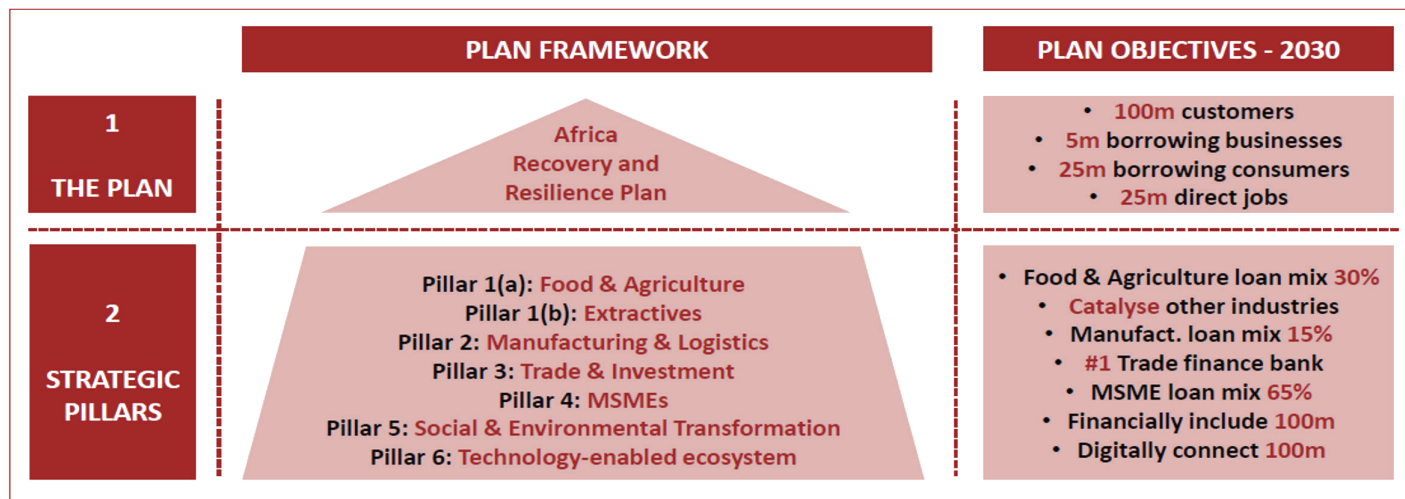 PLAN FRAMEWORK
PLAN OBJECTIVES - 2030
1
THE PLAN
Africa
Recovery and
Resilience Plan
• 100m customers
• 5m borrowing businesses
• 25m borrowing consumers
• 25m direct jobs
2
STRATEGIC
PILLARS
Pillar 1(a): Food & Agriculture
Pillar 1(b): Extractives
Pillar 2: Manufacturing & Logistics
Pillar 3: Trade & Investment
Pillar 4: MSMEs
Pillar 5: Social & Environmental Transformation
Pillar 6: Technology-enabled ecosystem
• Food & Agriculture loan mix 30%
• Catalyse other industries
• Manufact. loan mix 15%
• #1 Trade finance bank
• MSME loan mix 65%
• Financially include 100m
• Digitally connect 100m